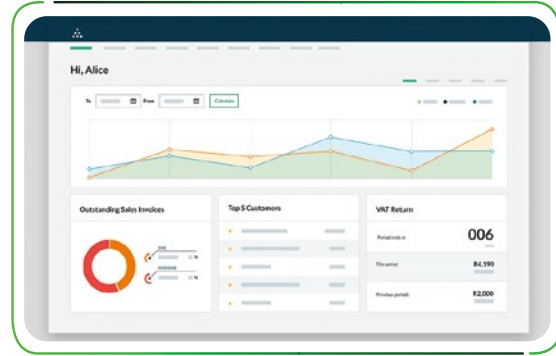 Hi, Alice
To
From
Calculate
Outstanding Sales Invoices
DUE
%
OVERDUE
%
Top 5 Customers
VAT Return
Period ends in
006
This period
R4,190
Previous periods
R2,000